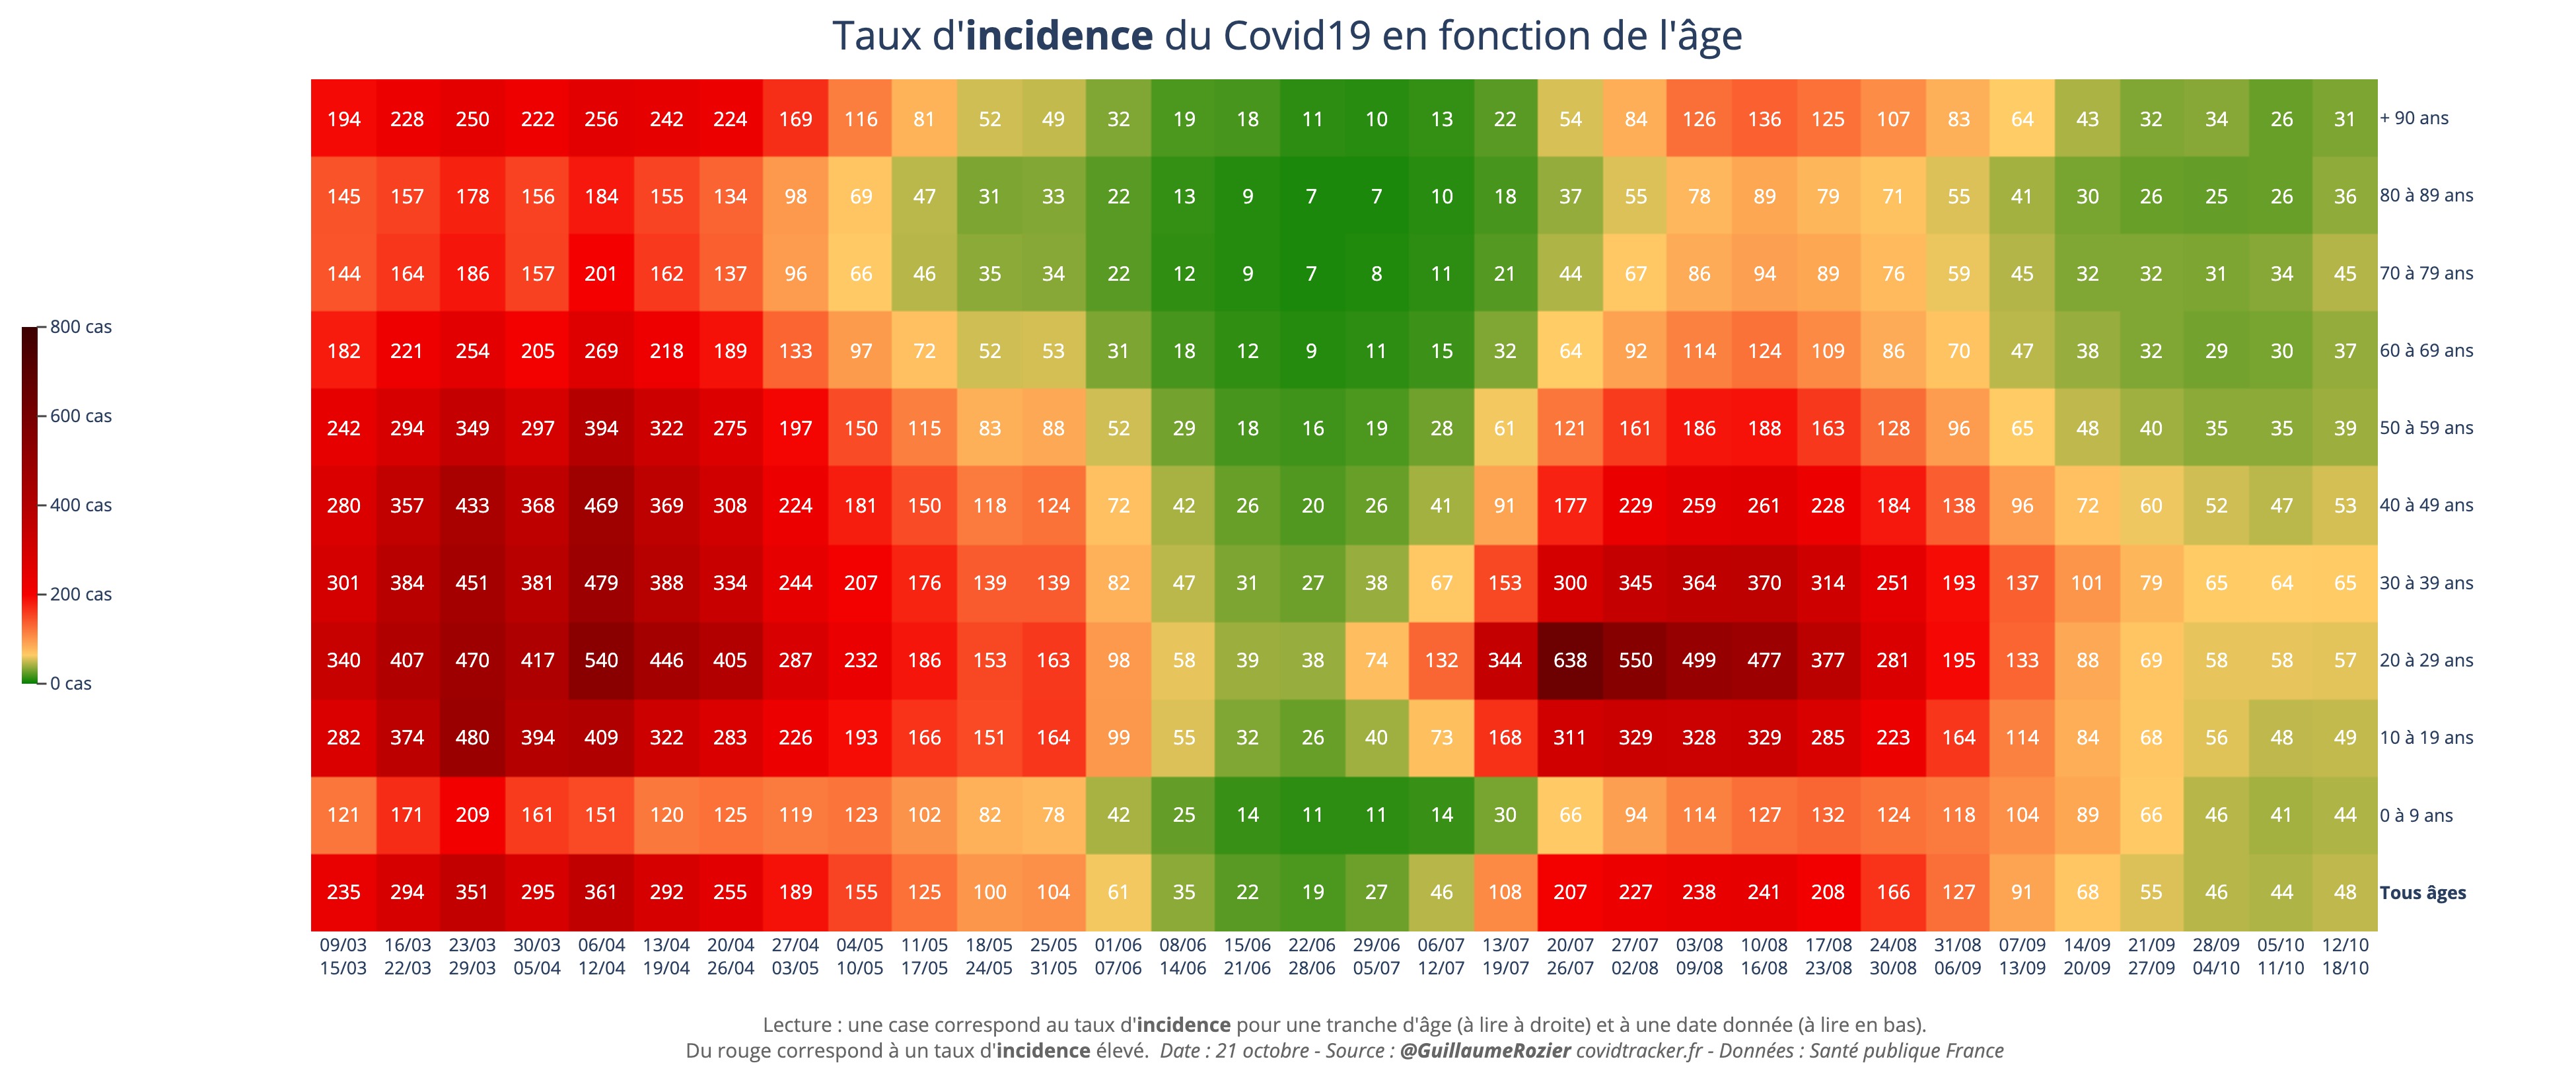 Taux d'incidence du Covid19 en fonction de l'âge
194 228 250 222 256 242 224 169 116 81 52 49 32 19 18 11 10 13 22 54 84 126 136 125 107 83 64 43 32 34 26 31 + 90 ans
145 157 178 156 184 155 134 98 69 47 31 33 22 13 9 7 7 10 18 37 55 78 89 79 71 55 41 30 26 25 26 36 80 à 89 ans
144 164 186 157 201 162 137 96 66 46 35 34 22 12 9 7 8 11 21 44 67 86 94 89 76 59 45 32 32 31 34 45 70 à 79 ans
182 221 254 205 269 218 189 133 97 72 52 53 31 18 12 9 11 15 32 64 92 114 124 109 86 70 47 38 32 29 30 37 60 à 69 ans
242 294 349 297 394 322 275 197 150 115 83 88 52 29 18 16 19 28 61 121 161 186 188 163 128 96 65 48 40 35 35 39 50 à 59 ans
280 357 433 368 469 369 308 224 181 150 118 124 72 42 26 20 26 41 91 177 229 259 261 228 184 138 96 72 60 52 47 53 40 à 49 ans
301 384 451 381 479 388 334 244 207 176 139 139 82 47 31 27 38 67 153 300 345 364 370 314 251 193 137 101 79 65 64 65 30 à 39 ans
340 407 470 417 540 446 405 287 232 186 153 163 98 58 39 38 74 132 344 638 550 499 477 377 281 195 133 88 69 58 58 57 20 à 29 ans
282 374 480 394 409 322 283 226 193 166 151 164 99 55 32 26 40 73 168 311 329 328 329 285 223 164 114 84 68 56 48 49 10 à 19 ans
121 171 209 161 151 120 125 119 123 102 82 78 42 25 14 11 11 14 30 66 94 114 127 132 124 118 104 89 66 46 41 44 0 à 9 ans
235 294 351 295 361 292 255 189 155 125 100 104 61 35 22 19 27 46 108 207 227 238 241 208 166 127 91 68 55 46 44 48 Tous âges
09/03 16/03 23/03 30/03 06/04 13/04 20/04 27/04 04/05 11/05 18/05 25/05 01/06 08/06 15/06 22/06 29/06 06/07 13/07 20/07 27/07 03/08 10/08 17/08 24/08 31/08 07/09 14/09 21/09 28/09 05/10 12/10
15/03 22/03 29/03 05/04 12/04 19/04 26/04 03/05 10/05 17/05 24/05 31/05 07/06 14/06 21/06 28/06 05/07 12/07 19/07 26/07 02/08 09/08 16/08 23/08 30/08 06/09 13/09 20/09 27/09 04/10 11/10 18/10
800 cas
600 cas
400 cas
200 cas
0 cas
Lecture : une case correspond au taux d'incidence pour une tranche d'âge (à lire à droite) et à une date donnée (à lire en bas).
Du rouge correspond à un taux d'incidence élevé. Date : 21 octobre - Source : @GuillaumeRozier covidtracker.fr - Données : Santé publique France